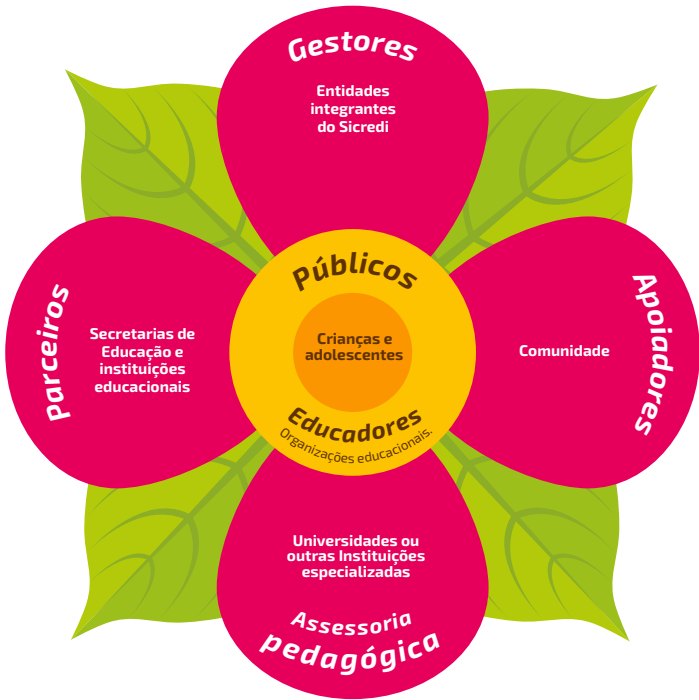 Gestores
Entidades
integrantes
do Sicredi
Públicos
Crianças e
adolescentes
Educadores
Organizações educacionais.
Parceiros
Secretarias de
Educação e
instituições
educacionais
Comunidade
Apoiadores
Universidades ou
outras Instituições
especializadas
Assessoria
pedagógica